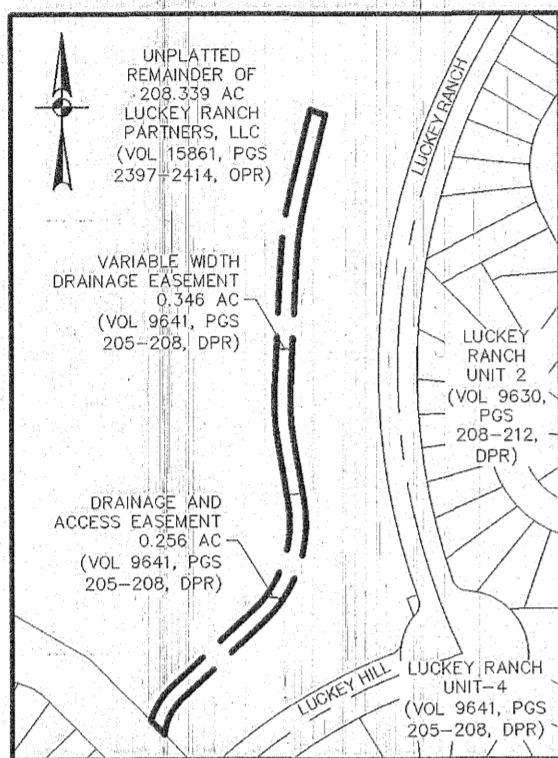 UNPLATTED
REMAINDER OF
208.339 AC
LUCKEY RANCH
PARTNERS, LLC
(VOL 15861, PGS
2397-2414, OPR)
LUCKEY RANCH
VARIABLE WIDTH
DRAINAGE EASEMENT
0.346 AC
(VOL 9641, PGS
205-208, DPR)
LUCKEY
RANCH
UNIT 2
(VOL 9630,
PGS
208-212,
DPR)
DRAINAGE AND
ACCESS EASEMENT
0.256 AC
(VOL 9641, PGS
205-208, DPR)
LUCKEY HILL
LUCKEY RANCH
UNIT-4
(VOL 9641, PGS
205-208, DPR)